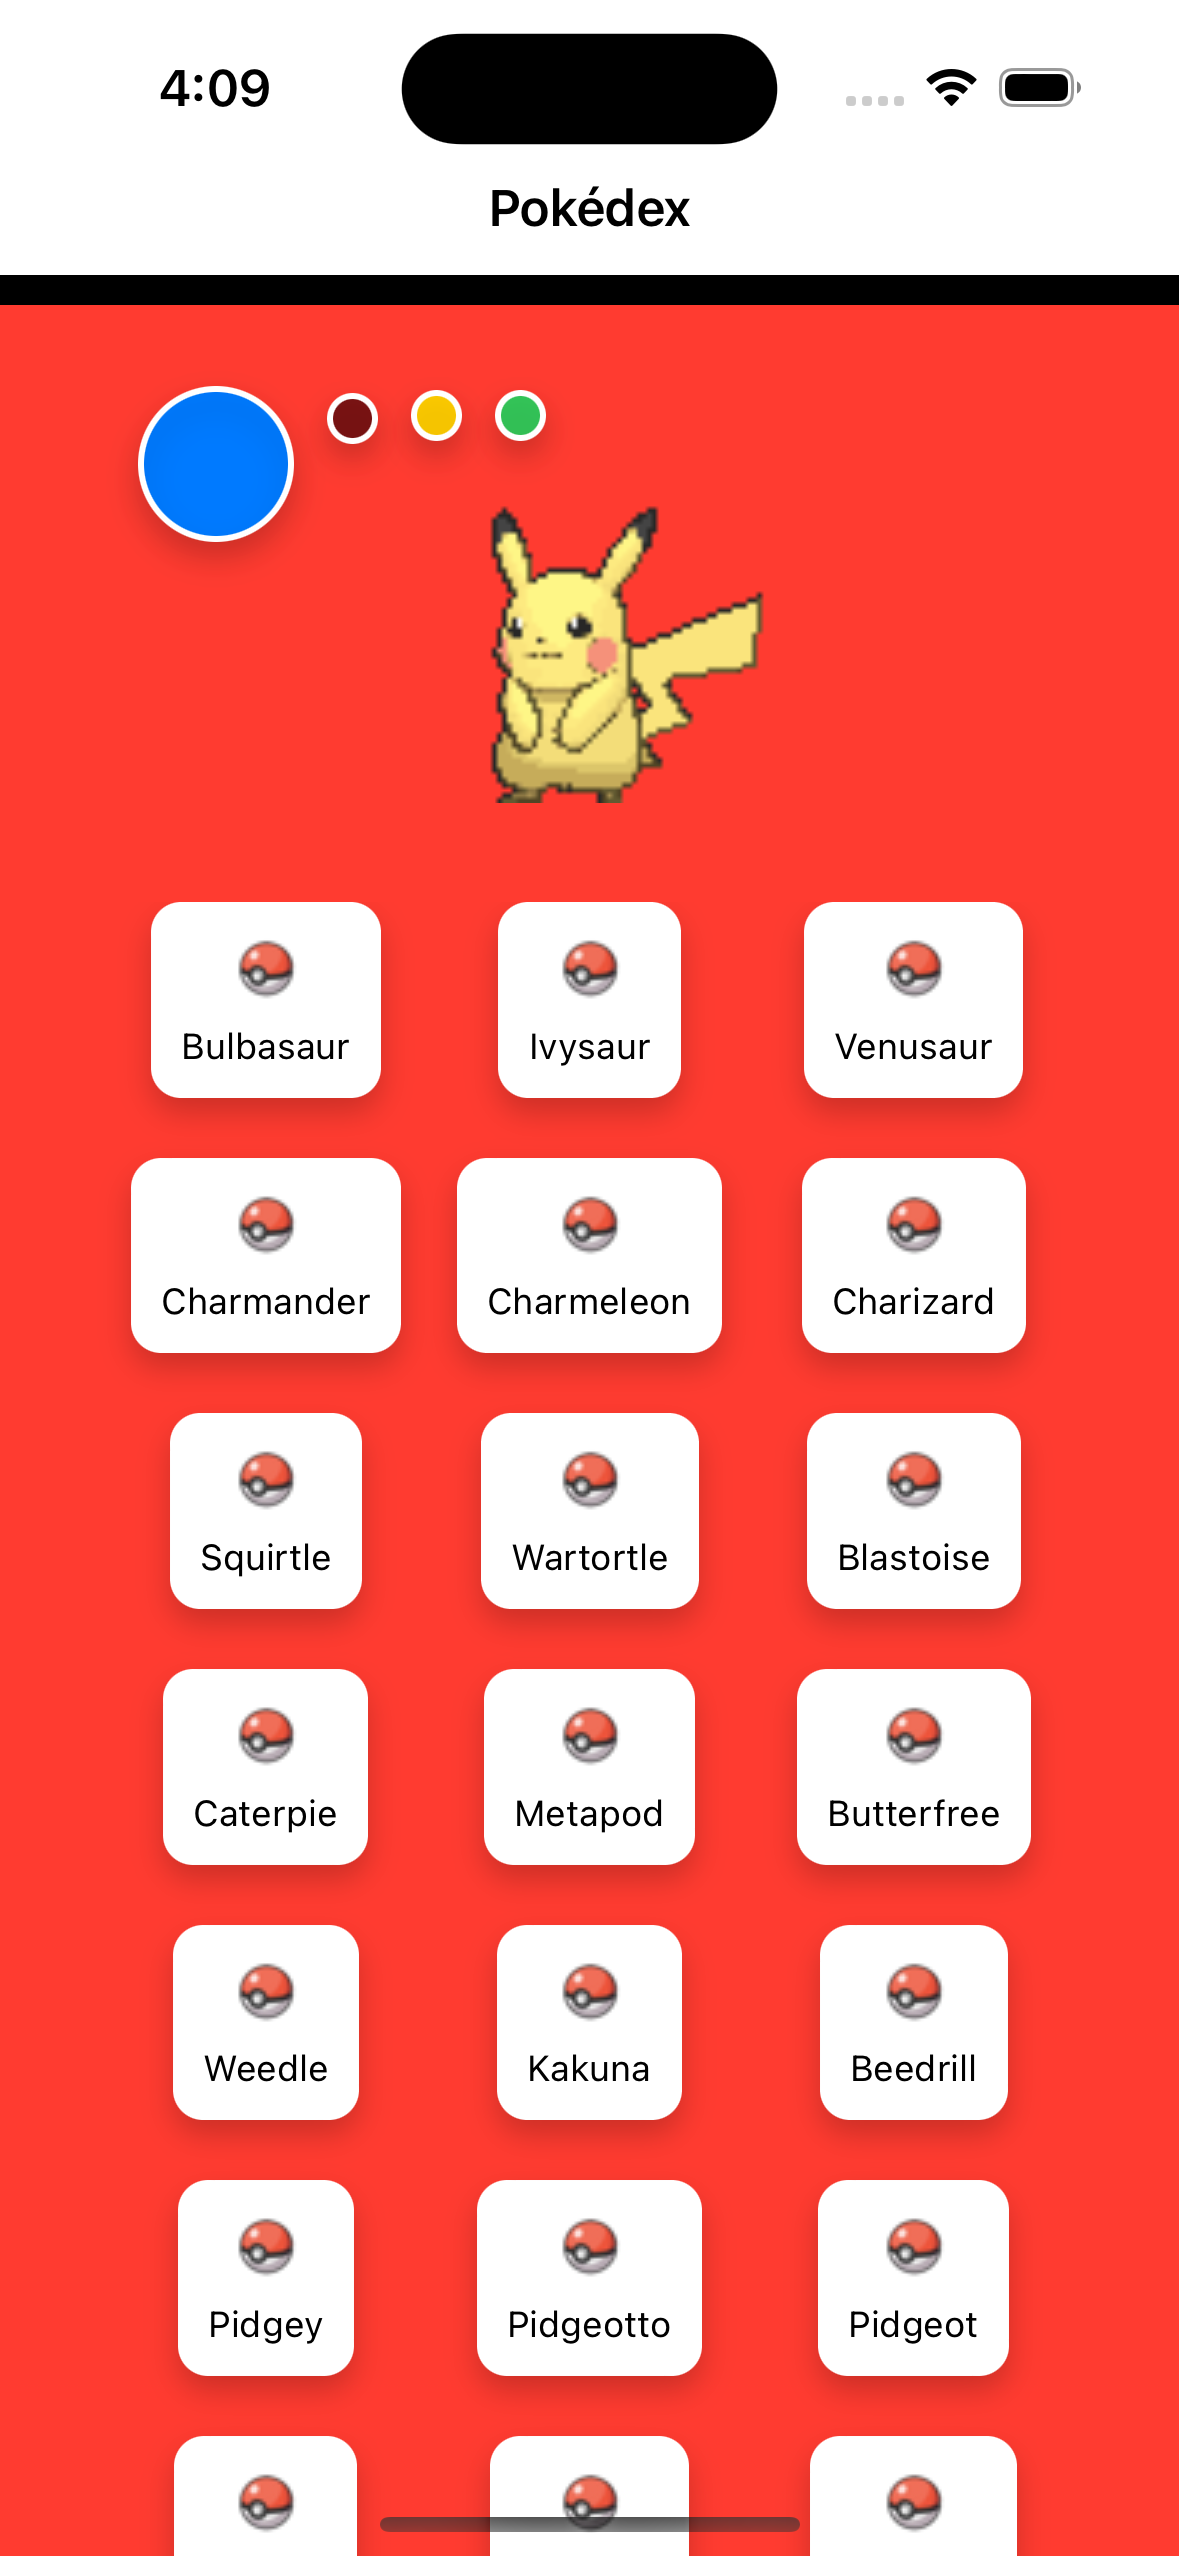 4:09
Pokédex
Bulbasaur
Ivysaur
Venusaur
Charmander
Charmeleon
Charizard
Squirtle
Wartortle
Blastoise
Caterpie
Metapod
Butterfree
Weedle
Kakuna
Beedrill
Pidgey
Pidgeotto
Pidgeot